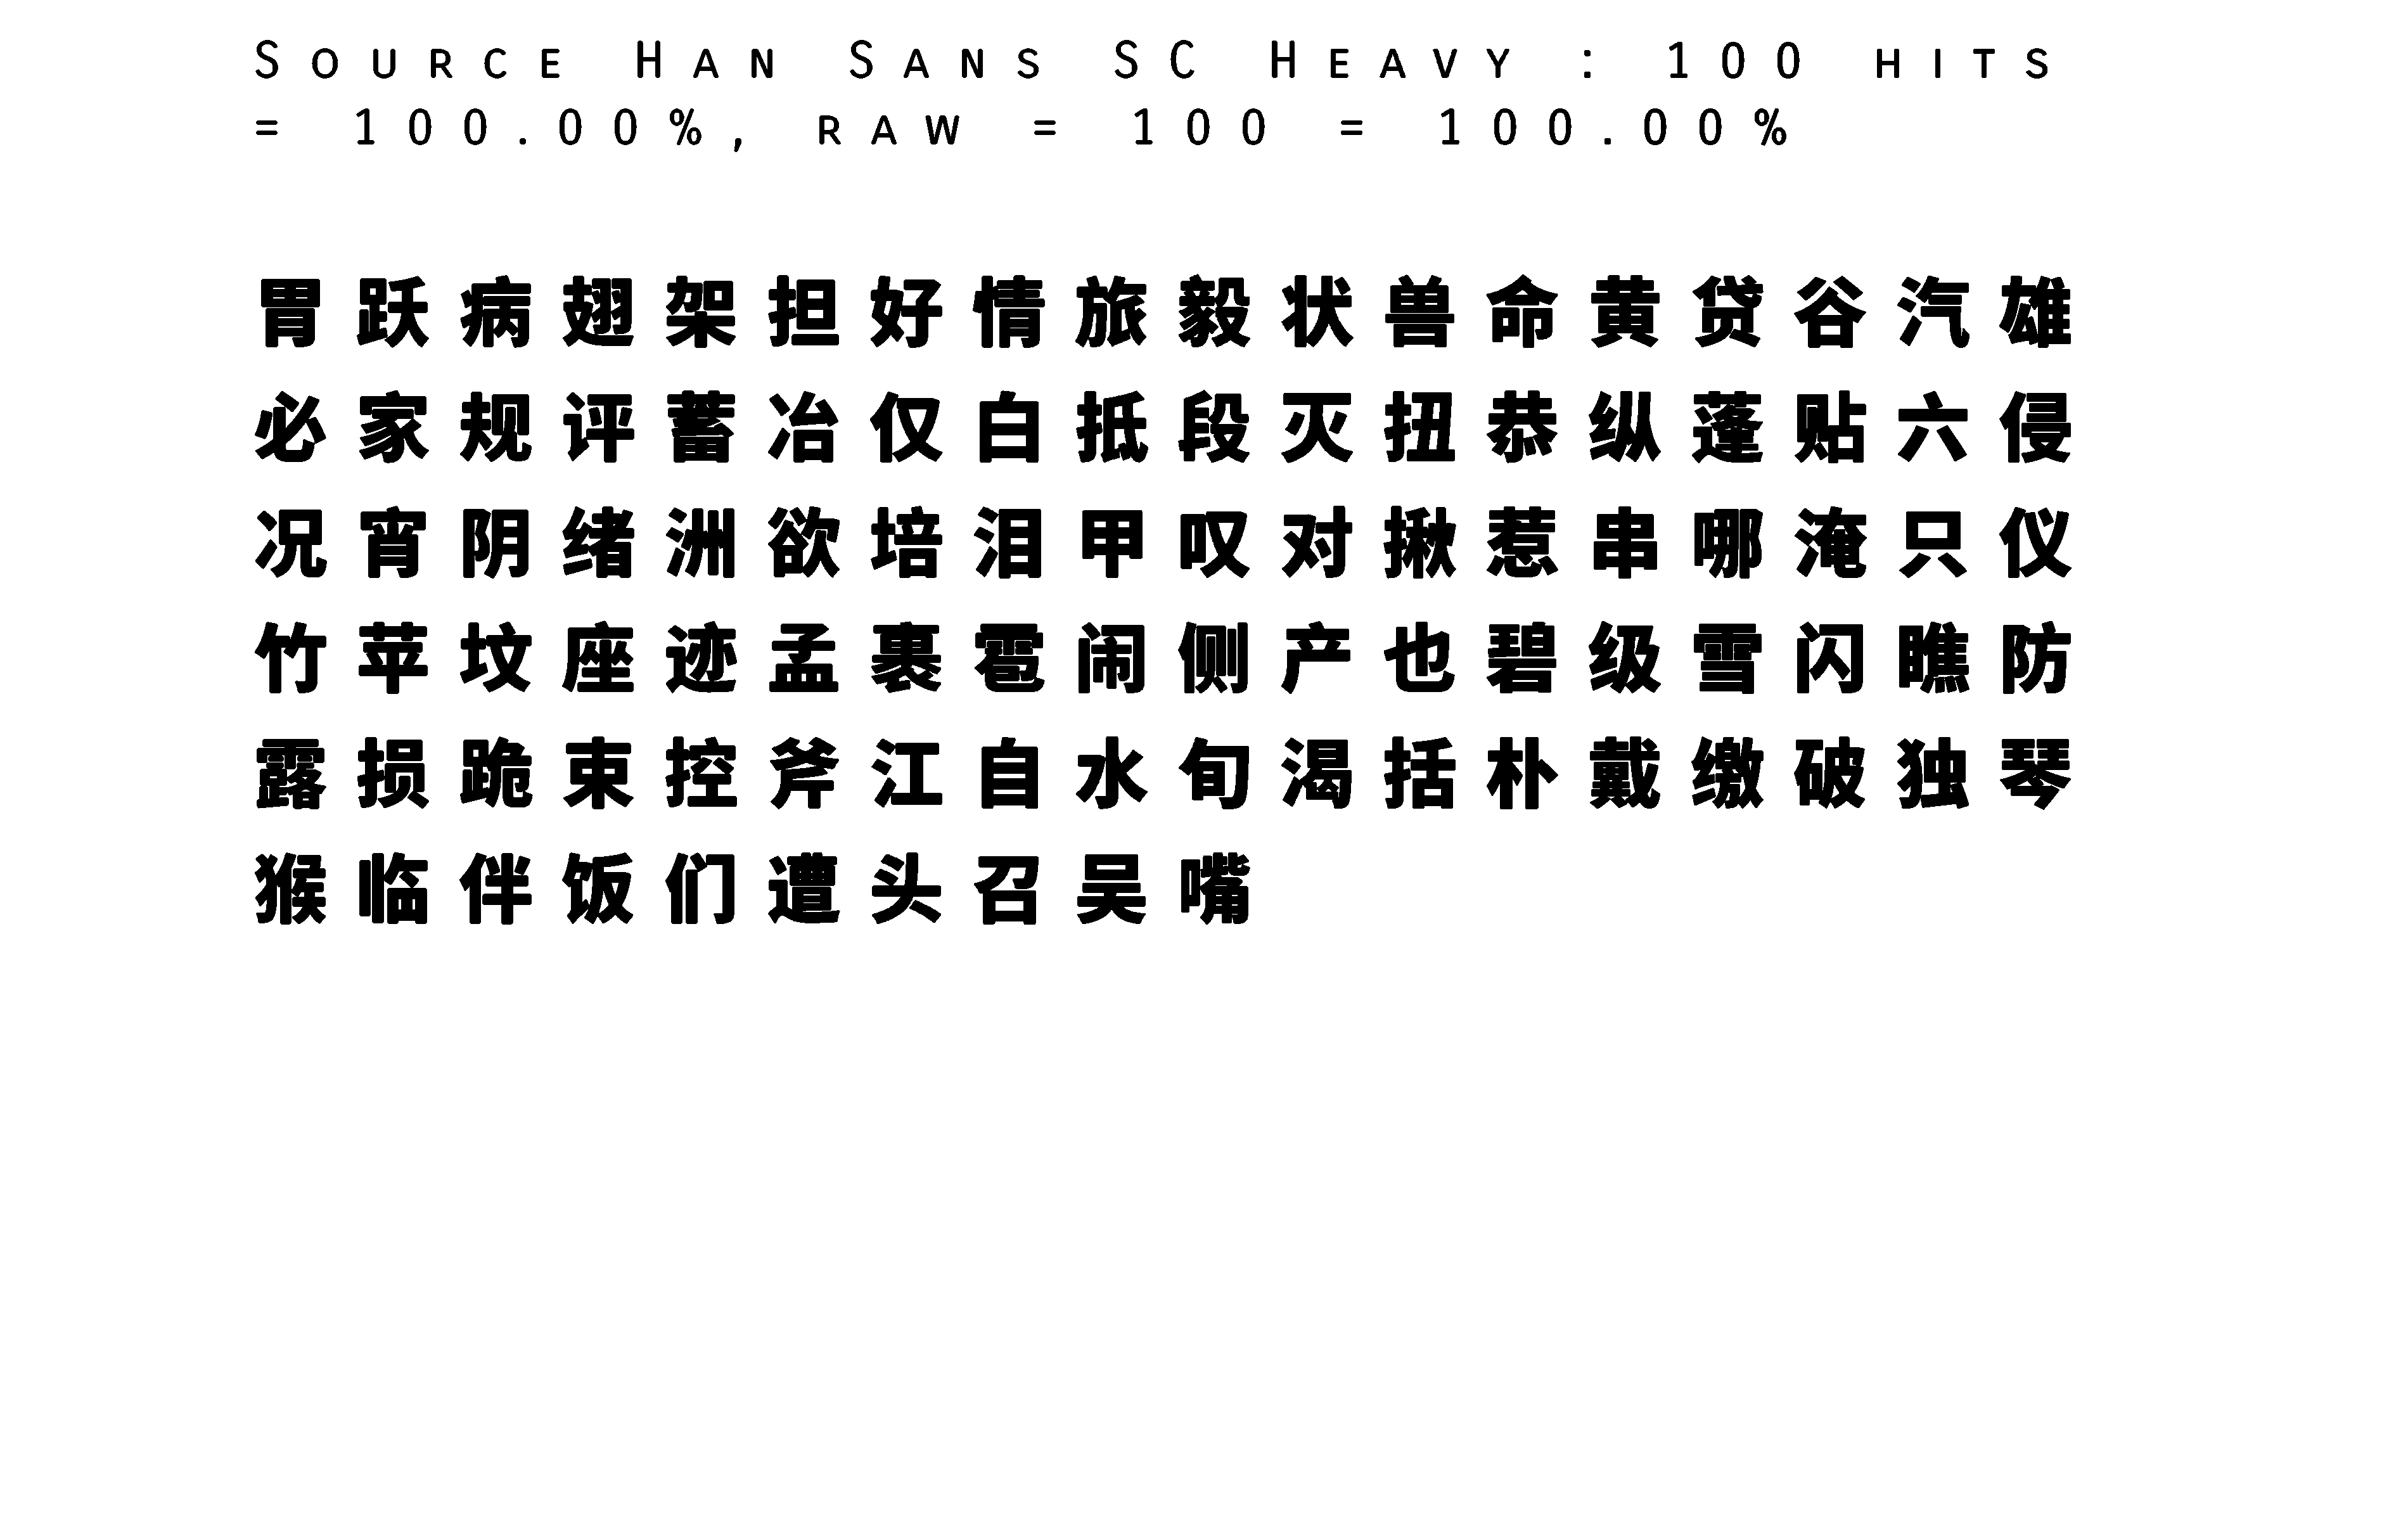 Source Han Sans SC Heavy : 100 hits
= 100.00%, raw = 100 = 100.00%
胃跃病翅架担好情旅毅状兽命黄贷谷汽雄
必家规评蓄冶仅白抵段灭扭恭纵蓬贴六侵
况宵阴绪洲欲培泪甲叹对揪惹串哪淹只仪
竹苹坟座迹孟裹雹闹侧产也碧级雪闪瞧防
露损跪束控斧江自水旬渴括朴戴缴破独琴
猴临伴饭们遭头召吴嘴